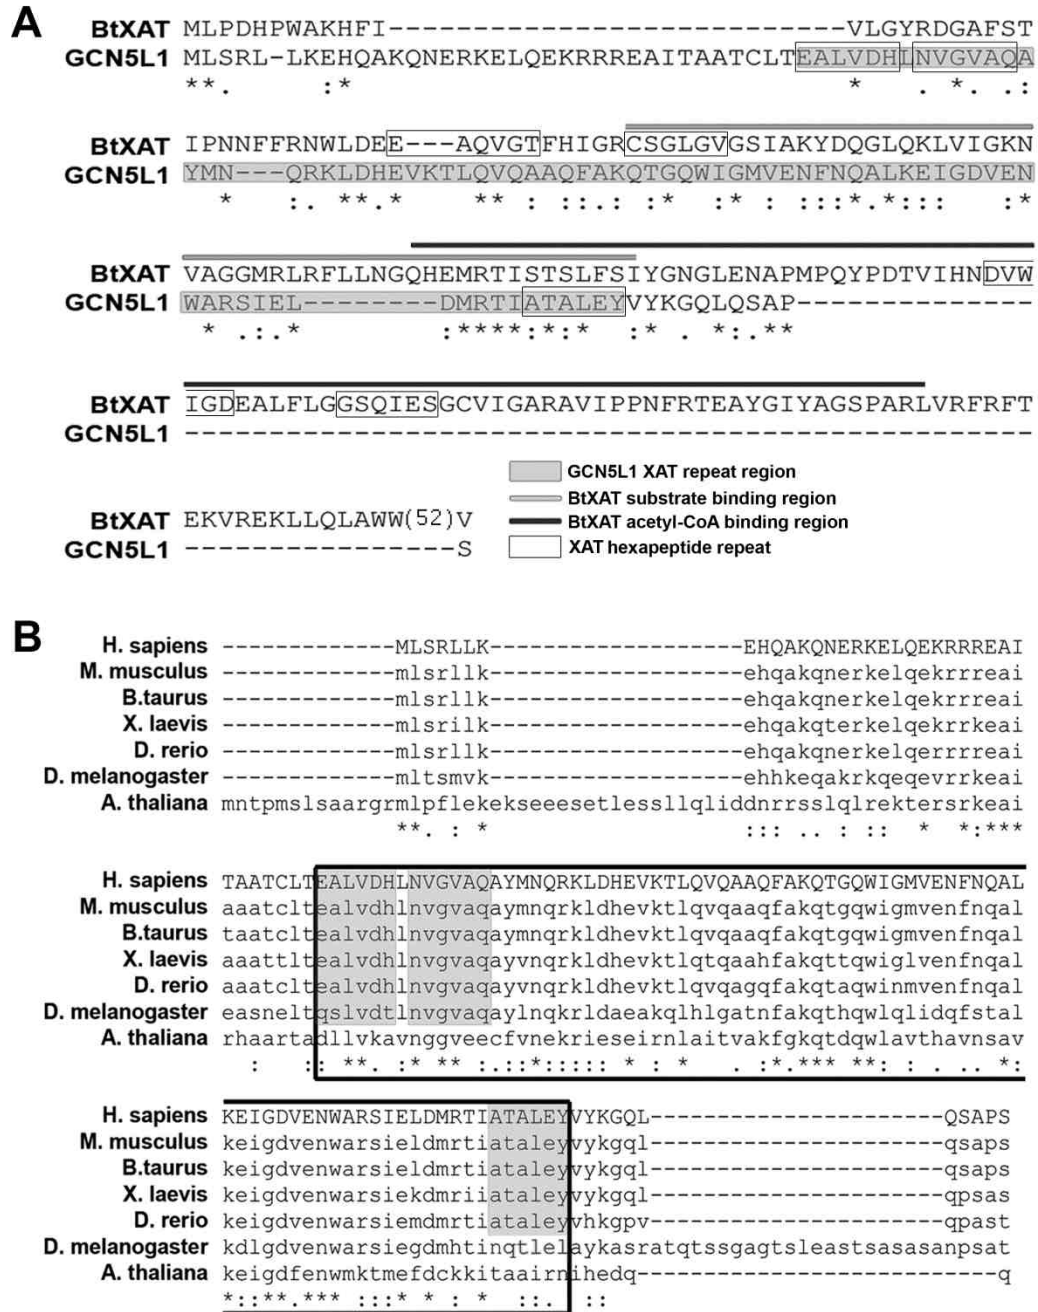 A
BtXAT MLPDHPWAKHFI------------------------------------VLGYRDGAFST
GCN5L1 MLSRL-LKEHQAKQNERKELQEKRRREAITAATCLTEALVDHLNVGVAQA
**. :* * . *. .:
BtXAT IPNNFFRNWLDEE---AQVGTFHIGRCSGLGVGSIAKYDQGLQKLVIGKN
GCN5L1 YMN---QRKLDHEVKTLQVQAAQFAKQTGQWIGMVENFNQALKEIGDVEN
* :. **.* ** : ::.: :* :* : :::*.*::: :*
BtXAT VAGGMRLRFLLNGQHEMRTISTSLFSIYGNGLENAPMPQYPDTVIHNDVW
GCN5L1 WARSIEL--------DMRTIATALEYVYKGQLQSAP--------------
* .:.* :****:*:* :* . *:.**
BtXAT IGDEALFLGGSQIESGCVIGARAVIPPNFRTEAYGIYAGSPARLVRFRFT
GCN5L1 --------------------------------------------------
GCN5L1 XAT repeat region
BtXAT substrate binding region
BtXAT acetyl-CoA binding region
XAT hexapeptide repeat
BtXAT EKVREKLLQLAWW(52)V
GCN5L1 ----------------S
B
H. sapiens -------------MLSRLLK-------------------EHQAKQNERKELQEKRRREAI
M. musculus -------------mlsrllk-------------------ehqakqnerkelqekrrreai
B.taurus -------------mlsrllk-------------------ehqakqnerkelqekrrreai
X. laevis -------------mlsrilk-------------------ehqakqterkelqekrrkeai
D. rerio -------------mlsrllk-------------------ehqakqnerkelqerrrreai
D. melanogaster -------------mltsmvk-------------------ehhkeqakrkqeqevrrkeai
A. thaliana mntpmslsaargrmlpflekekseeesetlessllqliddnrrsslqlrektersrkeai
**. : * ::: .. : :: * *:***
H. sapiens TAATCLTEALVDHLNVGVAQAYMNQRKLDHEVKTLQVQAAQFAKQTGQWIGMVENFNQAL
M. musculus aaatcltealvdhlnvgvaqaymnqrkldhevktlqvqaaqfakqtgqwigmvenfnqal
B.taurus taatcltealvdhlnvgvaqaymnqrkldhevktlqvqaaqfakqtgqwigmvenfnqal
X. laevis aaattltealvdhlnvgvaqayvnqrkldhevktlqtqaahfakqttqwiglvenfnqal
D. rerio aaatcltealvdhlnvgvaqayvnqrkldhevktlqvqagqfakqtaqwinmvenfnqal
D. melanogaster easneltqslvdtlnvgvaqaylnqkrldaeakqlhlgatnfakqthqwlqlidqfstal
A. thaliana rhaartadllvkavnggveecfvnekrieseirnlaitvakfgkqtdqwlavthavnsav
: : **. :* ** :.::*:::: : * . :*.*** **: : .. *:
H. sapiens KEIGDVENWARSIELDMRTIATALEYVYKGQL-----------------------QSAPS
M. musculus keigdvenwarsieldmrtiataleyvykgql-----------------------qsaps
B.taurus keigdvenwarsieldmrtiataleyvykgql-----------------------qsaps
X. laevis keigdvenwarsiekdmriiataleyvykgql-----------------------qpsas
D. rerio keigdvenwarsiemdmrtiataleyvhkgpv-----------------------qpast
D. melanogaster kdlgdvenwarsiegdmhtinqtlelaykasratqtssgagtsleastsasasanpsat
A. thaliana keigdfenwmktmefdckkitaairnihedq---------------------------q
*::**.*** :::* * : * ::. ::